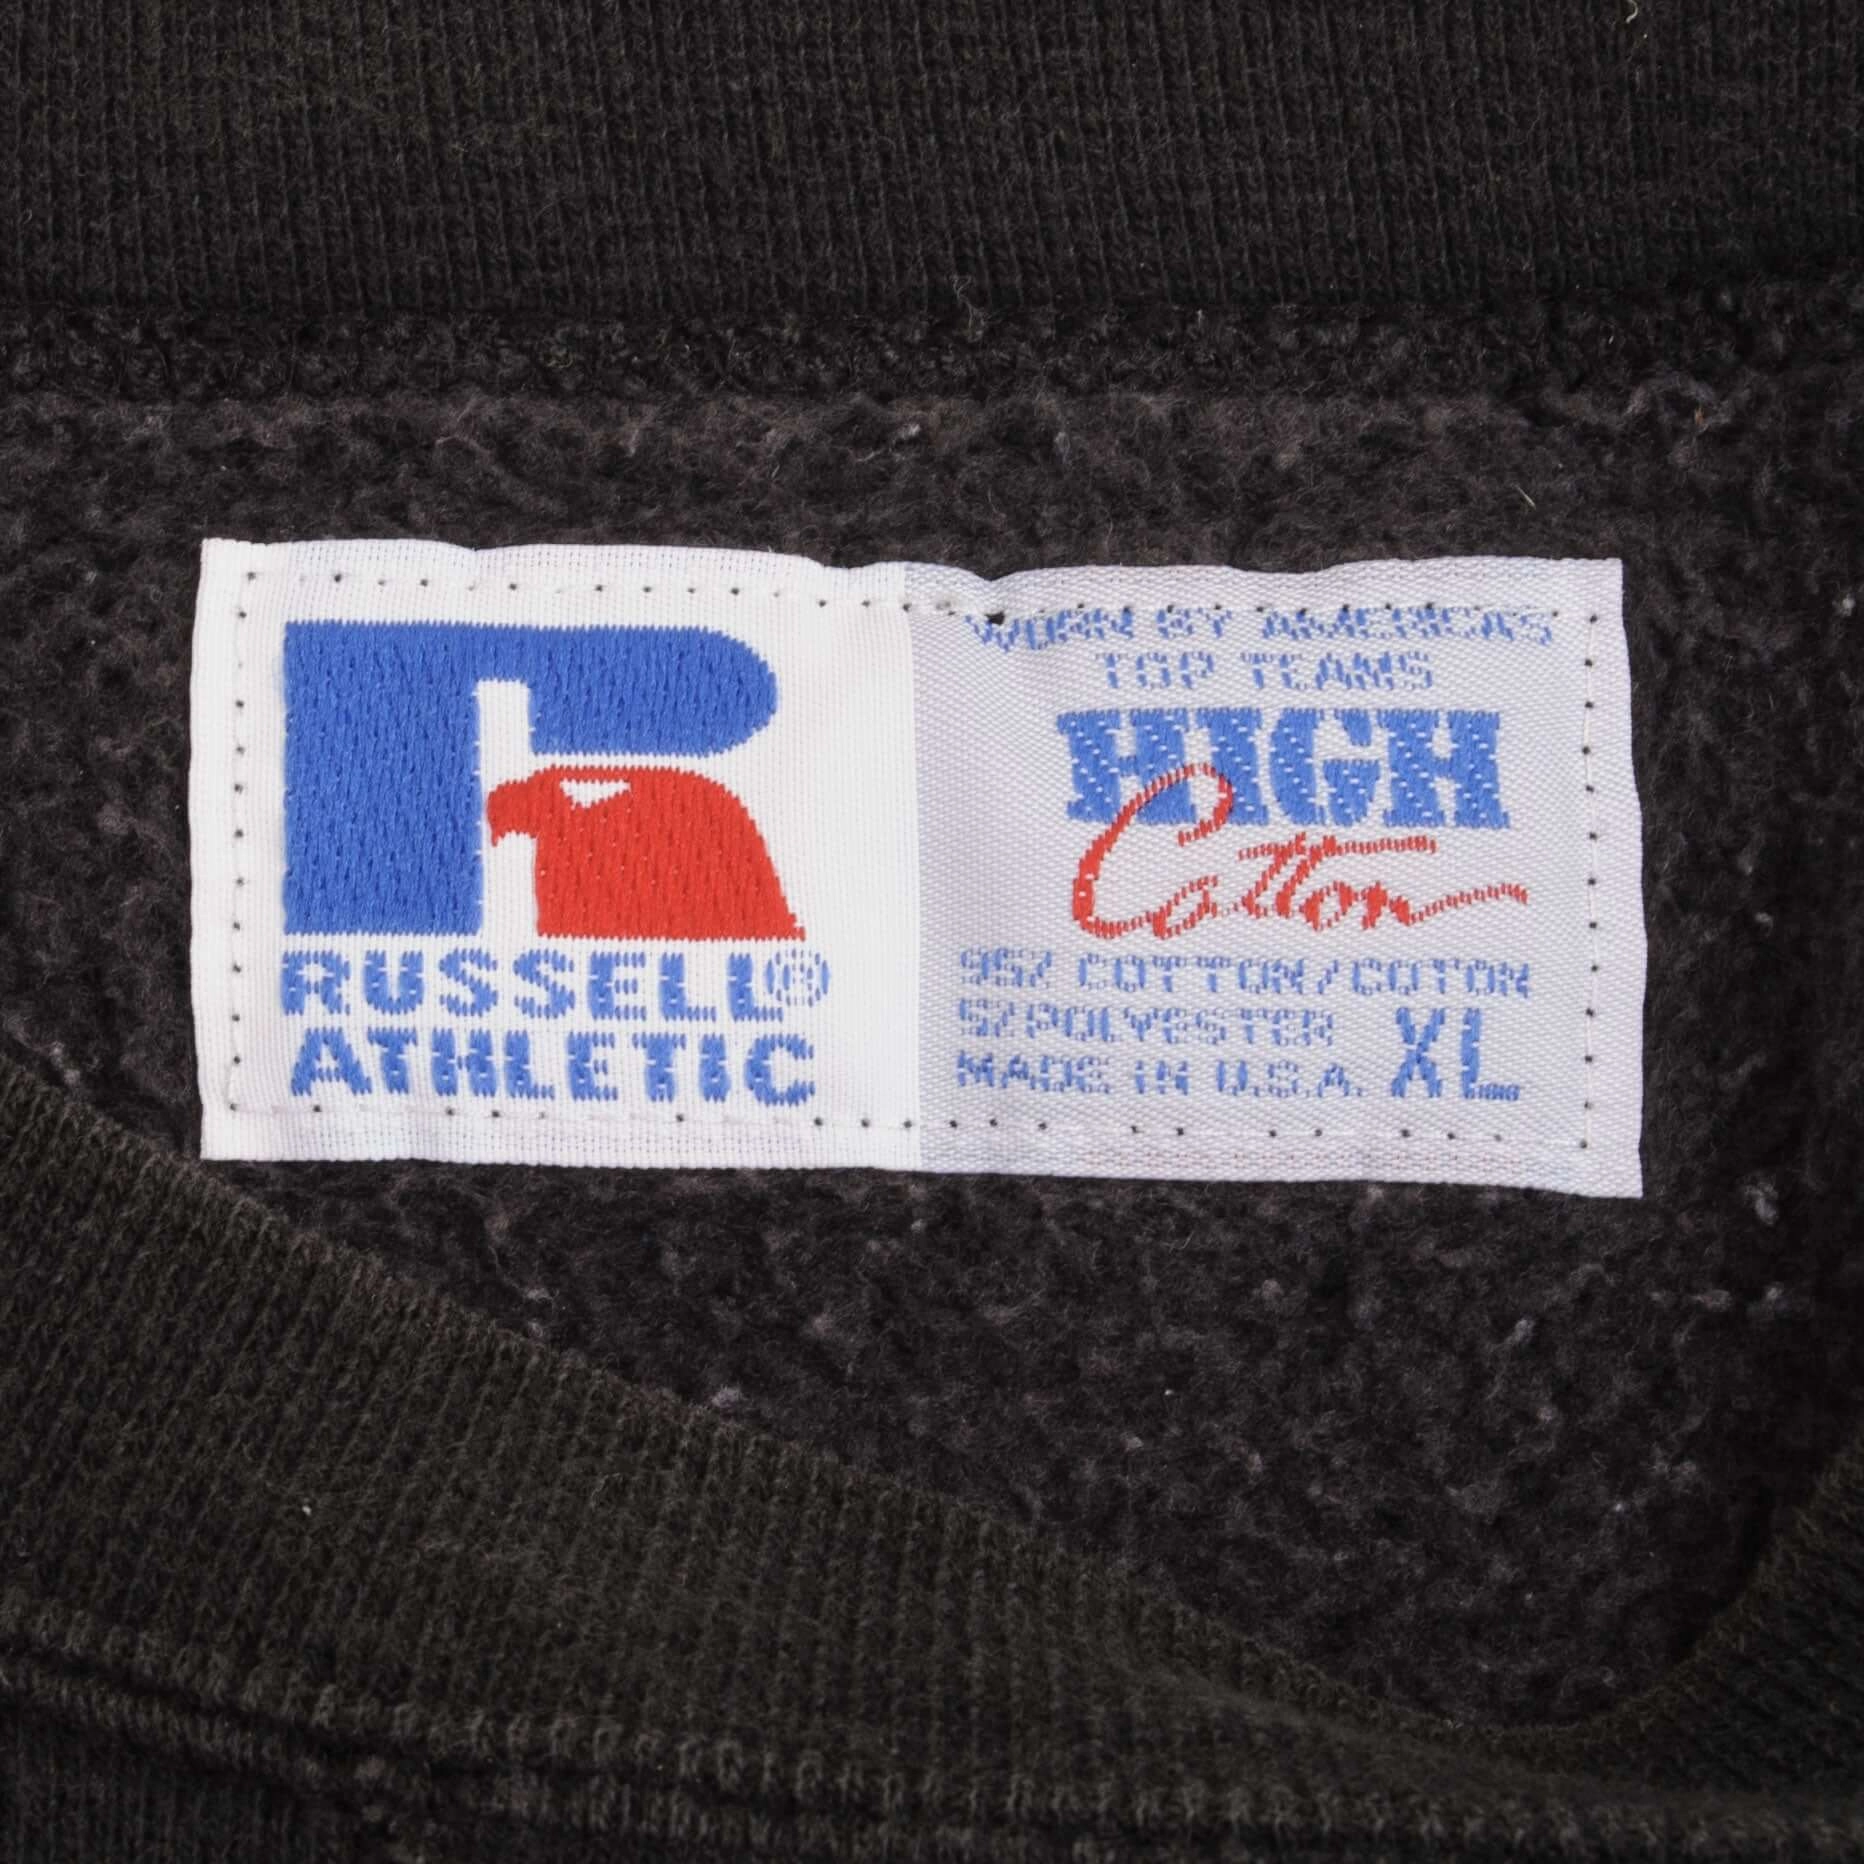 RUSSELL®
ATHLETIC
WORN BY AMERICA'S
TOP TEAMS
HIGH
Cotton
95% COTTON/COTON
5% POLYESTER
MADE IN U.S.A. XL